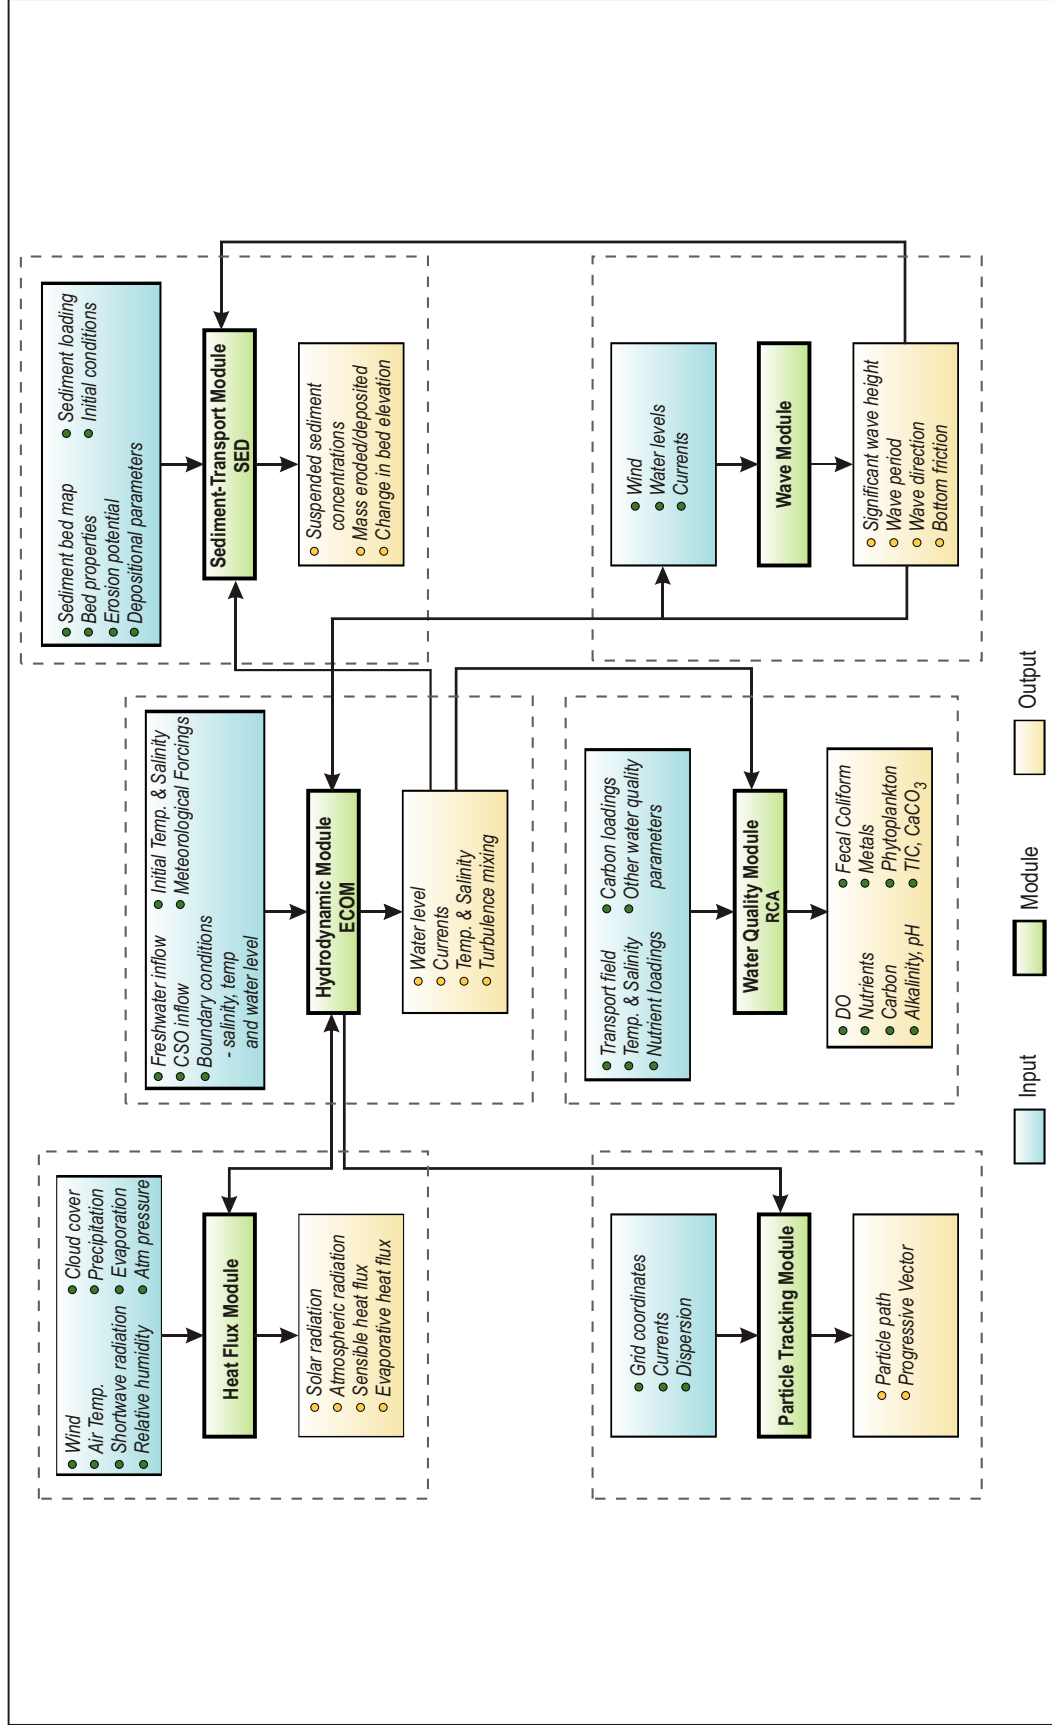 Wind
Air Temp.
Shortwave radiation
Relative humidity
Cloud cover
Precipitation
Evaporation
Atm pressure
Heat Flux Module
Solar radiation
Atmospheric radiation
Sensible heat flux
Evaporative heat flux
Freshwater inflow
CSO inflow
Boundary conditions
- salinity, temp
and water level
Initial Temp. & Salinity
Meteorological Forcings
Hydrodynamic Module
ECOM
Water level
Currents
Temp. & Salinity
Turbulence mixing
Sediment bed map
Bed properties
Erosion potential
Depositional parameters
Sediment loading
Initial conditions
Sediment-Transport Module
SED
Suspended sediment
concentrations
Mass eroded/deposited
Change in bed elevation
Grid coordinates
Currents
Dispersion
Particle Tracking Module
Particle path
Progressive Vector
Transport field
Temp. & Salinity
Nutrient loadings
Carbon loadings
Other water quality
parameters
Water Quality Module
RCA
DO
Nutrients
Carbon
Alkalinity, pH
Fecal Coliform
Metals
Phytoplankton
TIC, CaCO3
Wind
Water levels
Currents
Wave Module
Significant wave height
Wave period
Wave direction
Bottom friction
Input
Module
Output